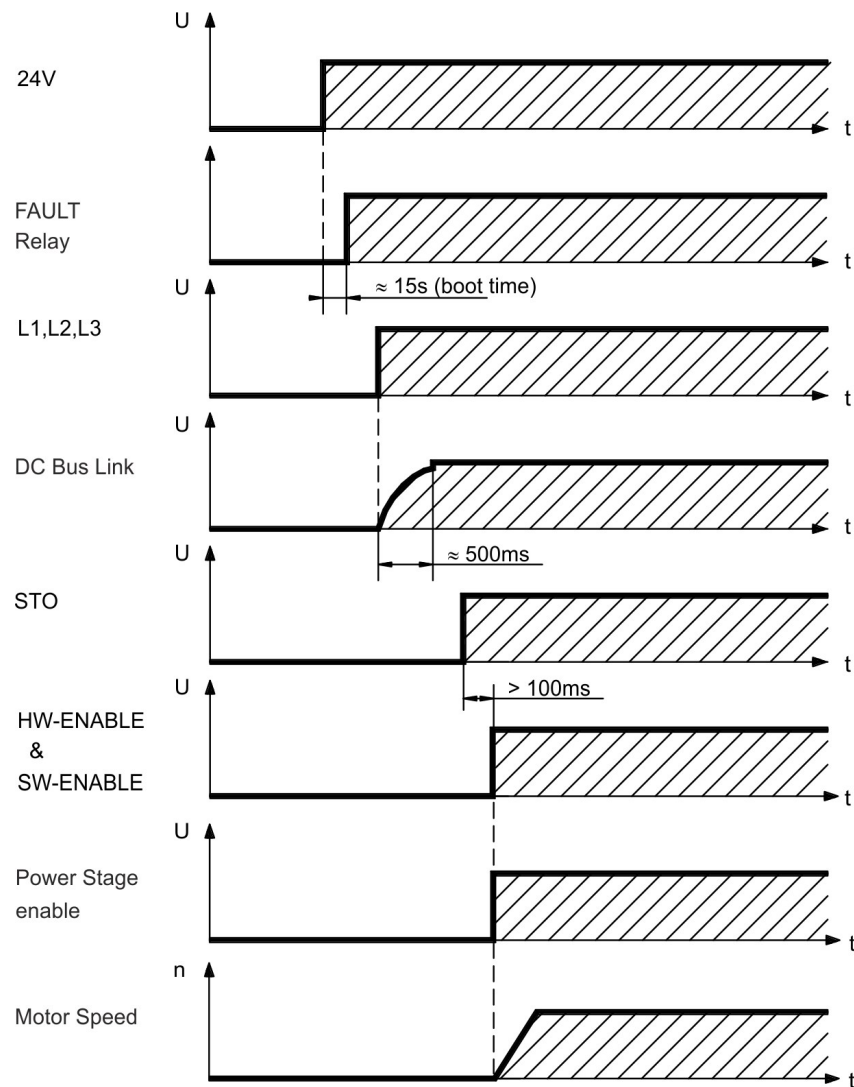 U
24V
t
FAULT
Relay
t
≈ 15s (boot time)
U
L1,L2,L3
t
U
DC Bus Link
t
≈ 500ms
U
STO
t
> 100ms
U
HW-ENABLE
&
SW-ENABLE
t
U
Power Stage
enable
t
n
Motor Speed
t